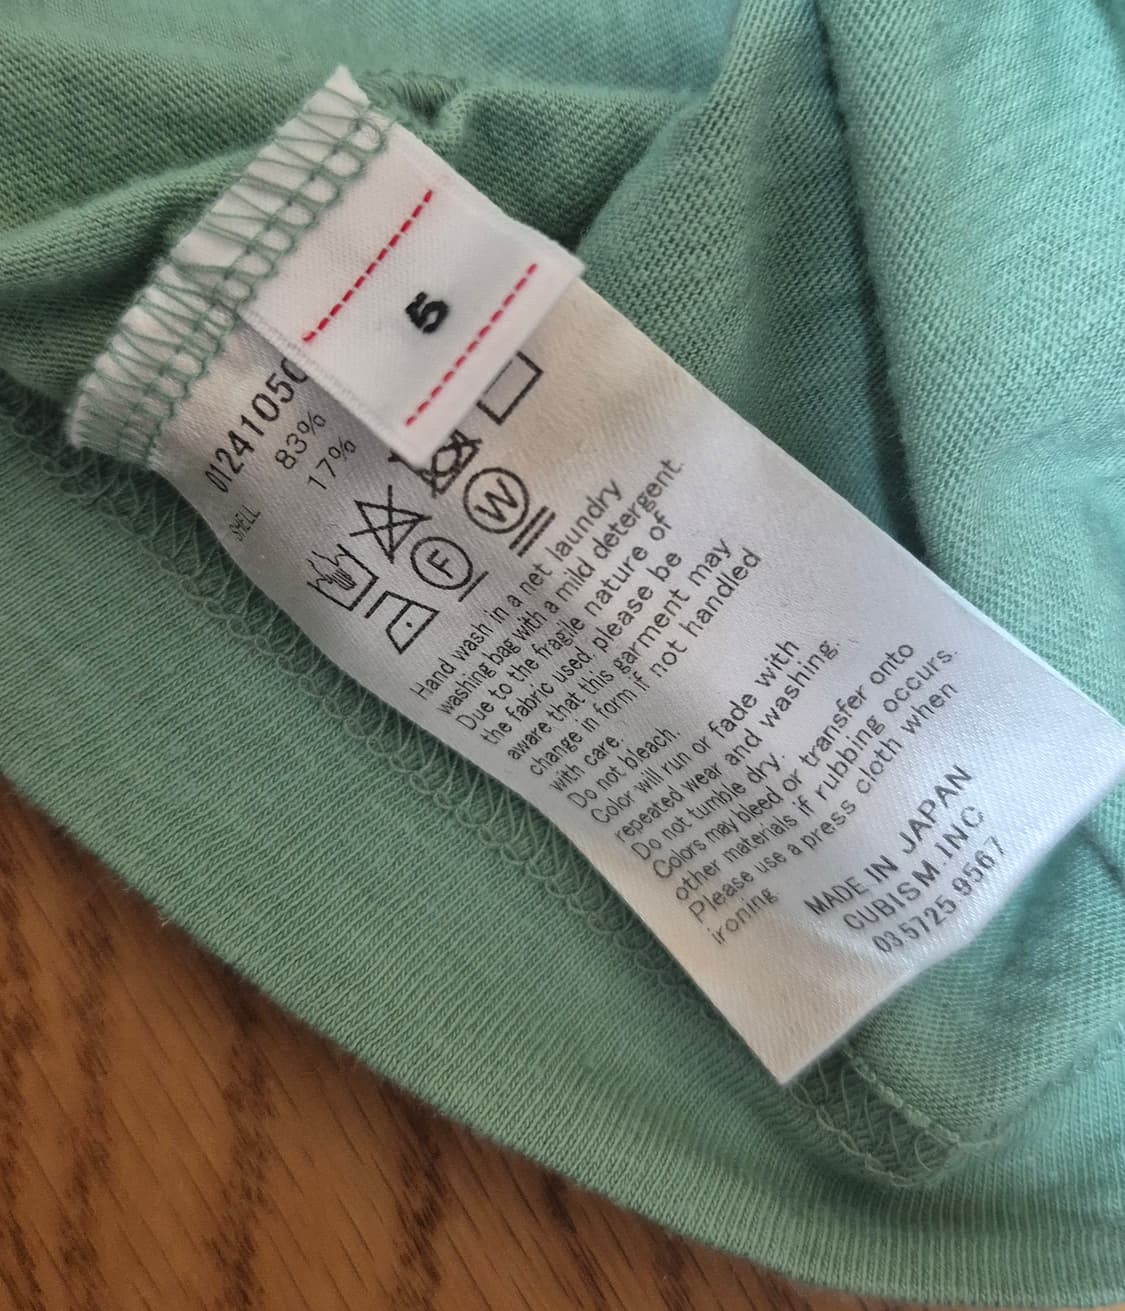 5
0124105
83%
17%
SHELL
F
W
Hand wash in a net laundry
washing bag with a mild detergent.
Due to the fragile nature of
the fabric used, please be
aware that this garment may
change in form if not handled
with care.
Do not bleach.
Color will run or fade with
repeated wear and washing.
Do not tumble dry.
Colors may bleed or transfer onto
other materials if rubbing occurs.
Please use a press cloth when
ironing.
MADE IN JAPAN
CUBISM.INC
03 5725 9567